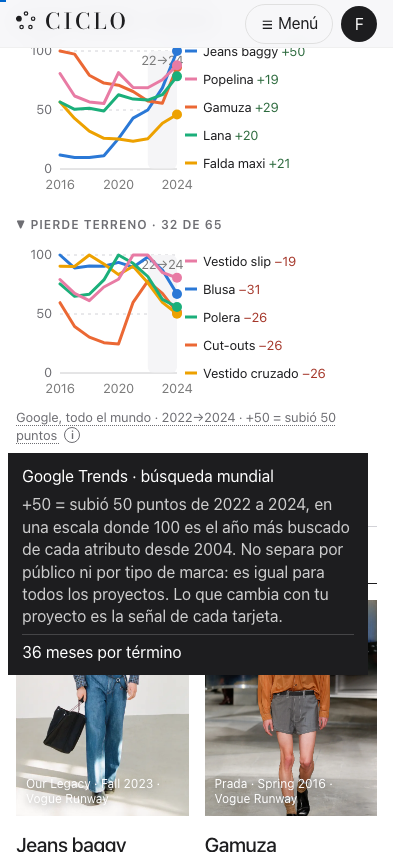 CICLO
☰ Menú
F
100
22→24
50
0
2016 2020 2024
Jeans baggy +50
Popelina +19
Gamuza +29
Lana +20
Falda maxi +21
▼ PIERDE TERRENO · 32 DE 65
100
22→24
50
0
2016 2020 2024
Vestido slip −19
Blusa −31
Polera −26
Cut-outs −26
Vestido cruzado −26
Google, todo el mundo · 2022→2024 · +50 = subió 50
puntos ⓘ
Google Trends · búsqueda mundial
+50 = subió 50 puntos de 2022 a 2024, en
una escala donde 100 es el año más buscado
de cada atributo desde 2004. No separa por
público ni por tipo de marca: es igual para
todos los proyectos. Lo que cambia con tu
proyecto es la señal de cada tarjeta.
36 meses por término
Our Legacy · Fall 2023 ·
Vogue Runway
Prada · Spring 2016 ·
Vogue Runway
Jeans baggy
Gamuza